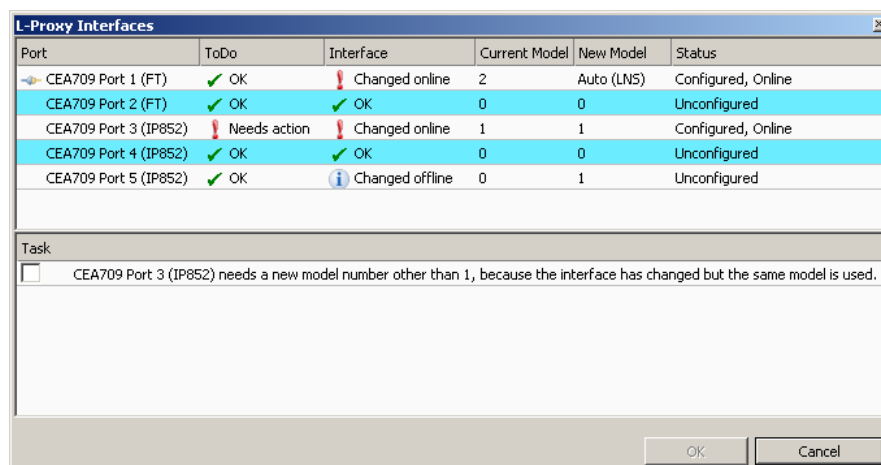 L-Proxy Interfaces
Port ToDo Interface Current Model New Model Status
CEA709 Port 1 (FT) OK Changed online 2 Auto (LNS) Configured, Online
CEA709 Port 2 (FT) OK OK 0 0 Unconfigured
CEA709 Port 3 (IP852) Needs action Changed online 1 1 Configured, Online
CEA709 Port 4 (IP852) OK OK 0 0 Unconfigured
CEA709 Port 5 (IP852) OK Changed offline 0 1 Unconfigured
Task
CEA709 Port 3 (IP852) needs a new model number other than 1, because the interface has changed but the same model is used.
OK Cancel